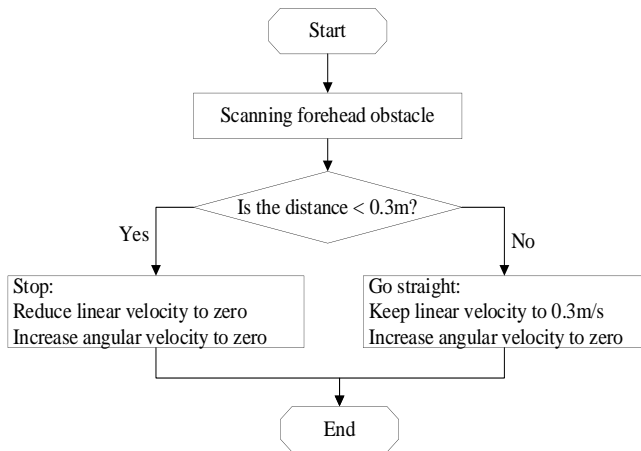 Start
Scanning forehead obstacle
Is the distance < 0.3m?
Yes
No
Stop:
Reduce linear velocity to zero
Increase angular velocity to zero
Go straight:
Keep linear velocity to 0.3m/s
Increase angular velocity to zero
End